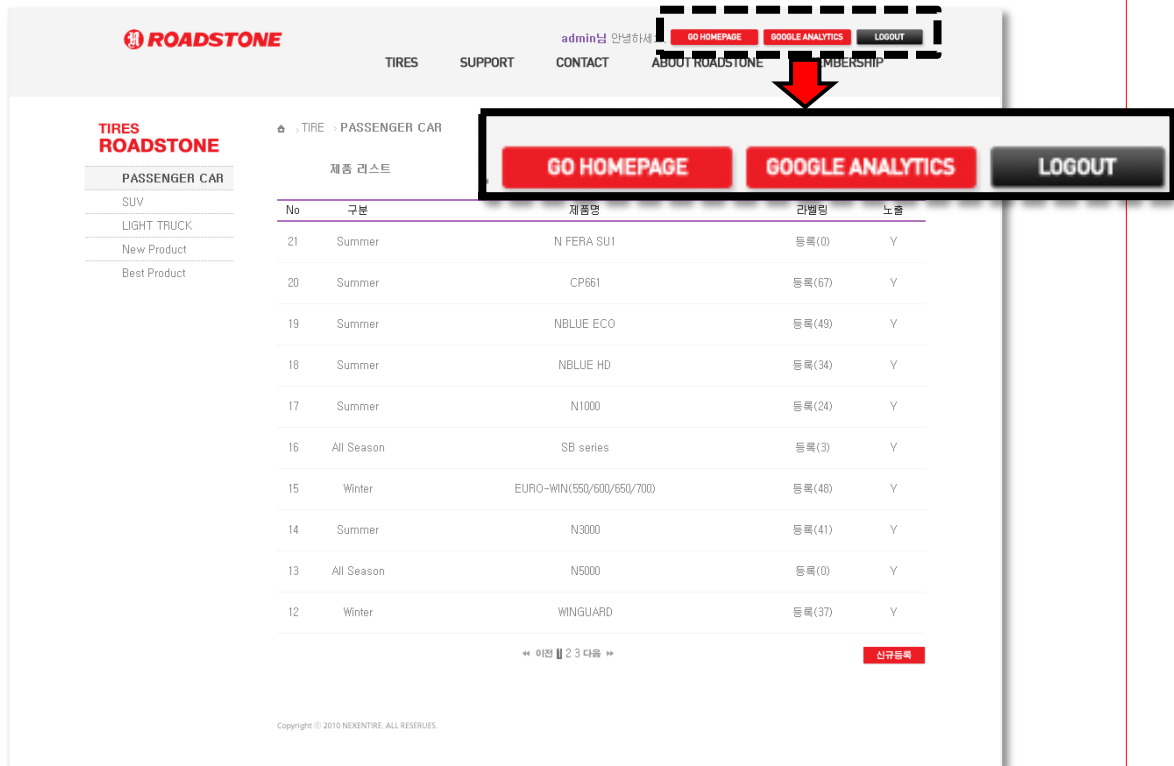 ROADSTONE
admin님 안녕하세
GO HOMEPAGE GOOGLE ANALYTICS LOGOUT
TIRES SUPPORT CONTACT ABOUT ROADSTONE MEMBERSHIP
GO HOMEPAGE GOOGLE ANALYTICS LOGOUT
TIRES
ROADSTONE
PASSENGER CAR
SUV
LIGHT TRUCK
New Product
Best Product
> TIRE > PASSENGER CAR
제품 리스트
No 구분 제품명 라벨링 노출
21 Summer N FERA SU1 등록(0) Y
20 Summer CP661 등록(67) Y
19 Summer NBLUE ECO 등록(49) Y
18 Summer NBLUE HD 등록(34) Y
17 Summer N1000 등록(24) Y
16 All Season SB series 등록(3) Y
15 Winter EURO-WIN(550/600/650/700) 등록(48) Y
14 Summer N3000 등록(41) Y
13 All Season N5000 등록(0) Y
12 Winter WINGUARD 등록(37) Y
이전 1 2 3 다음
신규등록
Copyright ⓒ 2010 NEXENTIRE. ALL RESERUES.